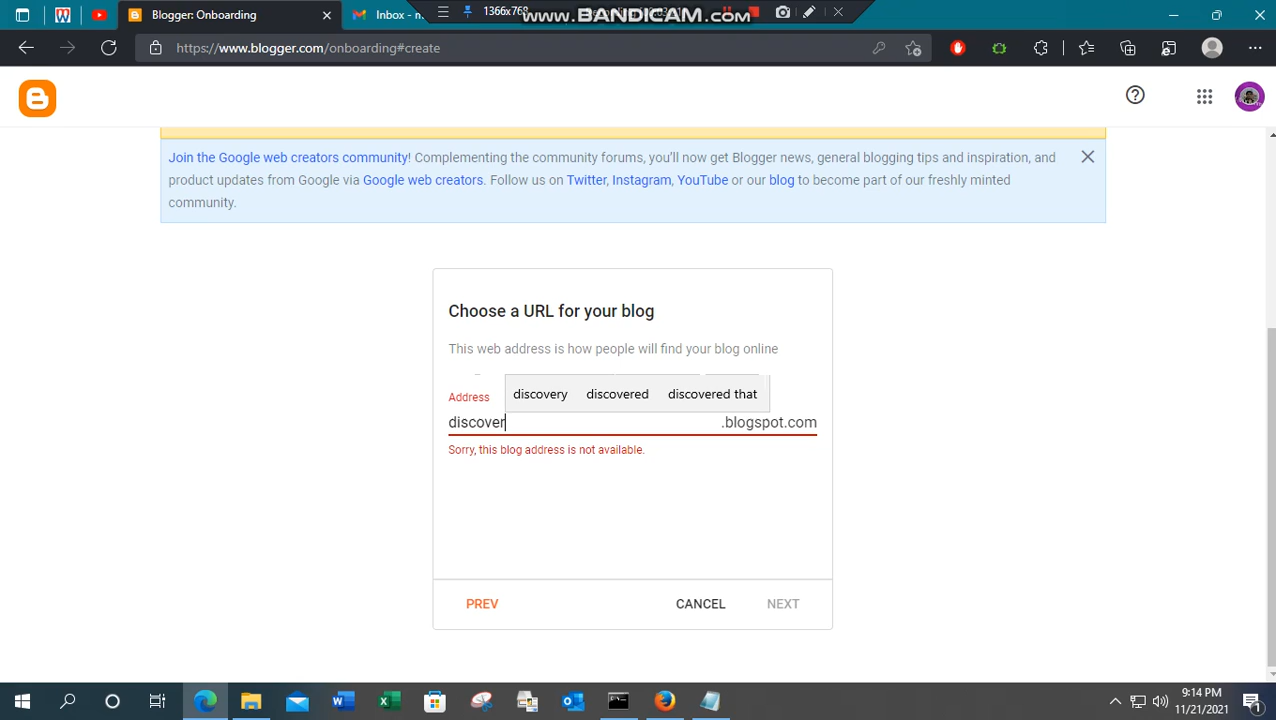 Blogger: Onboarding
Inbox - n
1366x768
www.BANDICAM.com
https://www.blogger.com/onboarding#create
Join the Google web creators community! Complementing the community forums, you'll now get Blogger news, general blogging tips and inspiration, and
product updates from Google via Google web creators. Follow us on Twitter, Instagram, YouTube or our blog to become part of our freshly minted
community.
Choose a URL for your blog
This web address is how people will find your blog online
Address
discovery discovered discovered that
discover .blogspot.com
Sorry, this blog address is not available.
PREV CANCEL NEXT
9:14 PM
11/21/2021